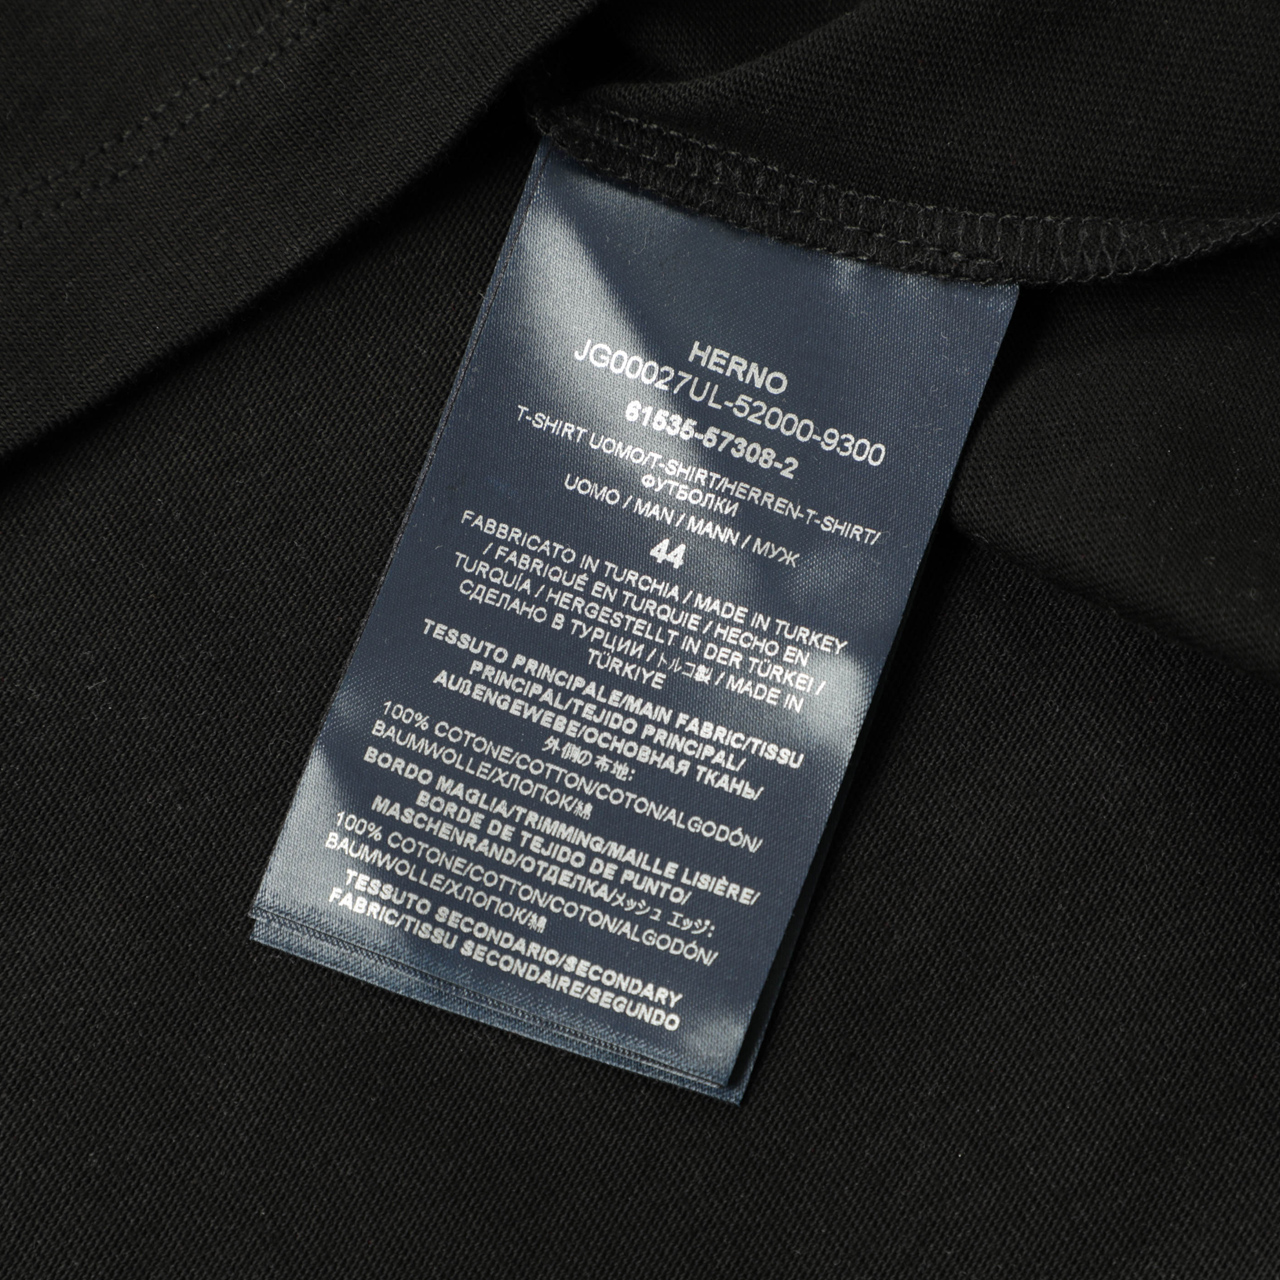 HERNO
JG00027UL-52000-9300
61535-57308-2
T-SHIRT UOMO/T-SHIRT/HERREN-T-SHIRT/
ФУТБОЛКИ
UOMO / MAN / MANN / МУЖ
44
FABBRICATO IN TURCHIA / MADE IN TURKEY
/ FABRIQUÉ EN TURQUIE / HECHO EN
TURQUÍA / HERGESTELLT IN DER TÜRKEI /
СДЕЛАНО В ТУРЦИИ / トルコ製 / MADE IN
TÜRKIYE
TESSUTO PRINCIPALE/MAIN FABRIC/TISSU
PRINCIPAL/TEJIDO PRINCIPAL/
AUßENGEWEBE/ОСНОВНАЯ ТКАНЬ/
外側の布地:
100% COTONE/COTTON/COTON/ALGODÓN/
BAUMWOLLE/ХЛОПОК/綿
BORDO MAGLIA/TRIMMING/MAILLE LISIÈRE/
BORDE DE TEJIDO DE PUNTO/
MASCHENRAND/ОТДЕЛКА/メッシュ エッジ:
100% COTONE/COTTON/COTON/ALGODÓN/
BAUMWOLLE/ХЛОПОК/綿
TESSUTO SECONDARIO/SECONDARY
FABRIC/TISSU SECONDAIRE/SEGUNDO